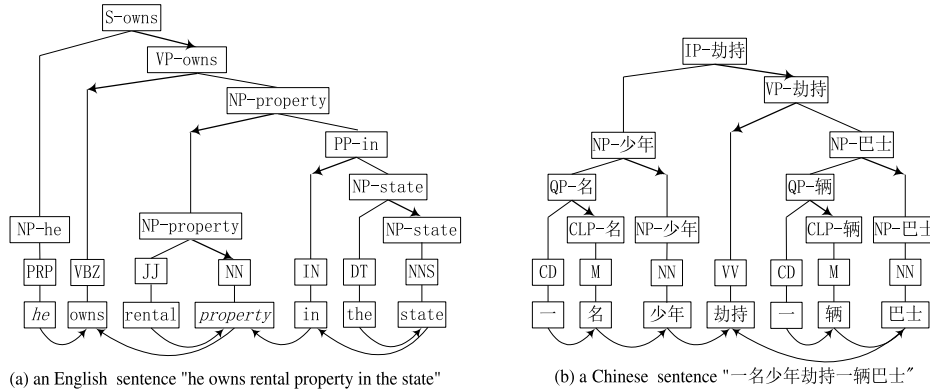 S-owns
VP-owns
NP-property
PP-in
NP-state
NP-he NP-property NP-state
PRP VBZ JJ NN IN DT NNS
he owns rental property in the state
(a) an English sentence "he owns rental property in the state"
IP-劫持
VP-劫持
NP-少年 NP-巴士
QP-名 QP-辆
CLP-名 NP-少年 CLP-辆 NP-巴士
CD M NN VV CD M NN
一 名 少年 劫持 一 辆 巴士
(b) a Chinese sentence "一名少年劫持一辆巴士"